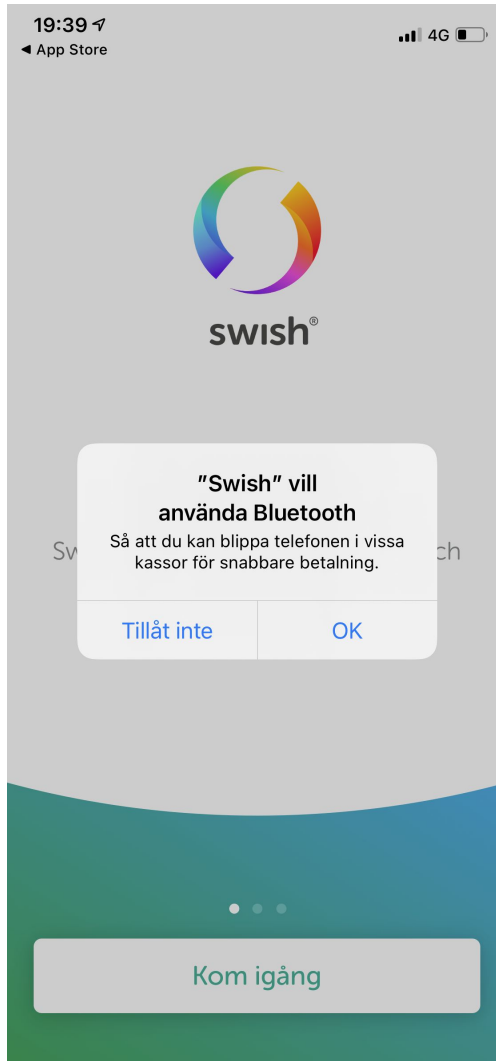 19:39
4G
◀ App Store
swish®
"Swish" vill
använda Bluetooth
Så att du kan blippa telefonen i vissa
kassor för snabbare betalning.
Tillåt inte
OK
Kom igång